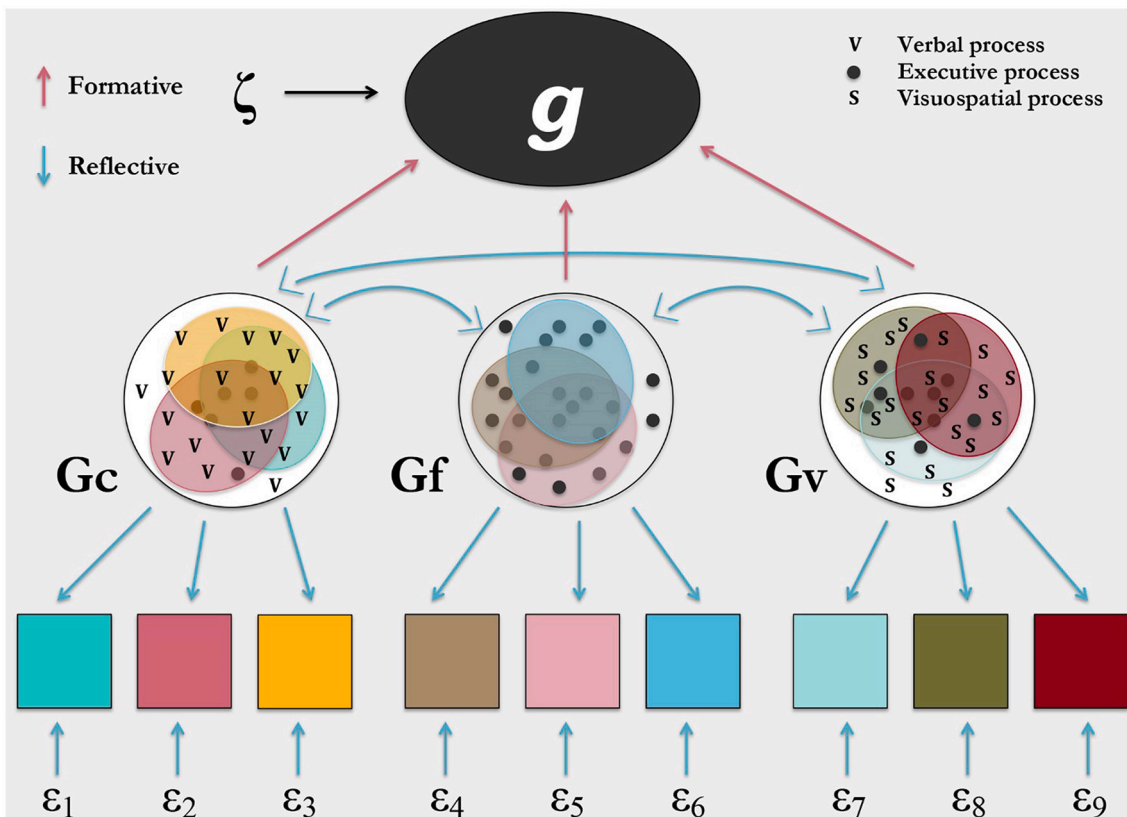 Formative
Reflective
ζ
g
V Verbal process
Executive process
S Visuospatial process
Gc
Gf
Gv
V V V V V V V V V V V V V V V V V V V
S S S S S S S S S S S S S S S S S S S
ε1 ε2 ε3 ε4 ε5 ε6 ε7 ε8 ε9